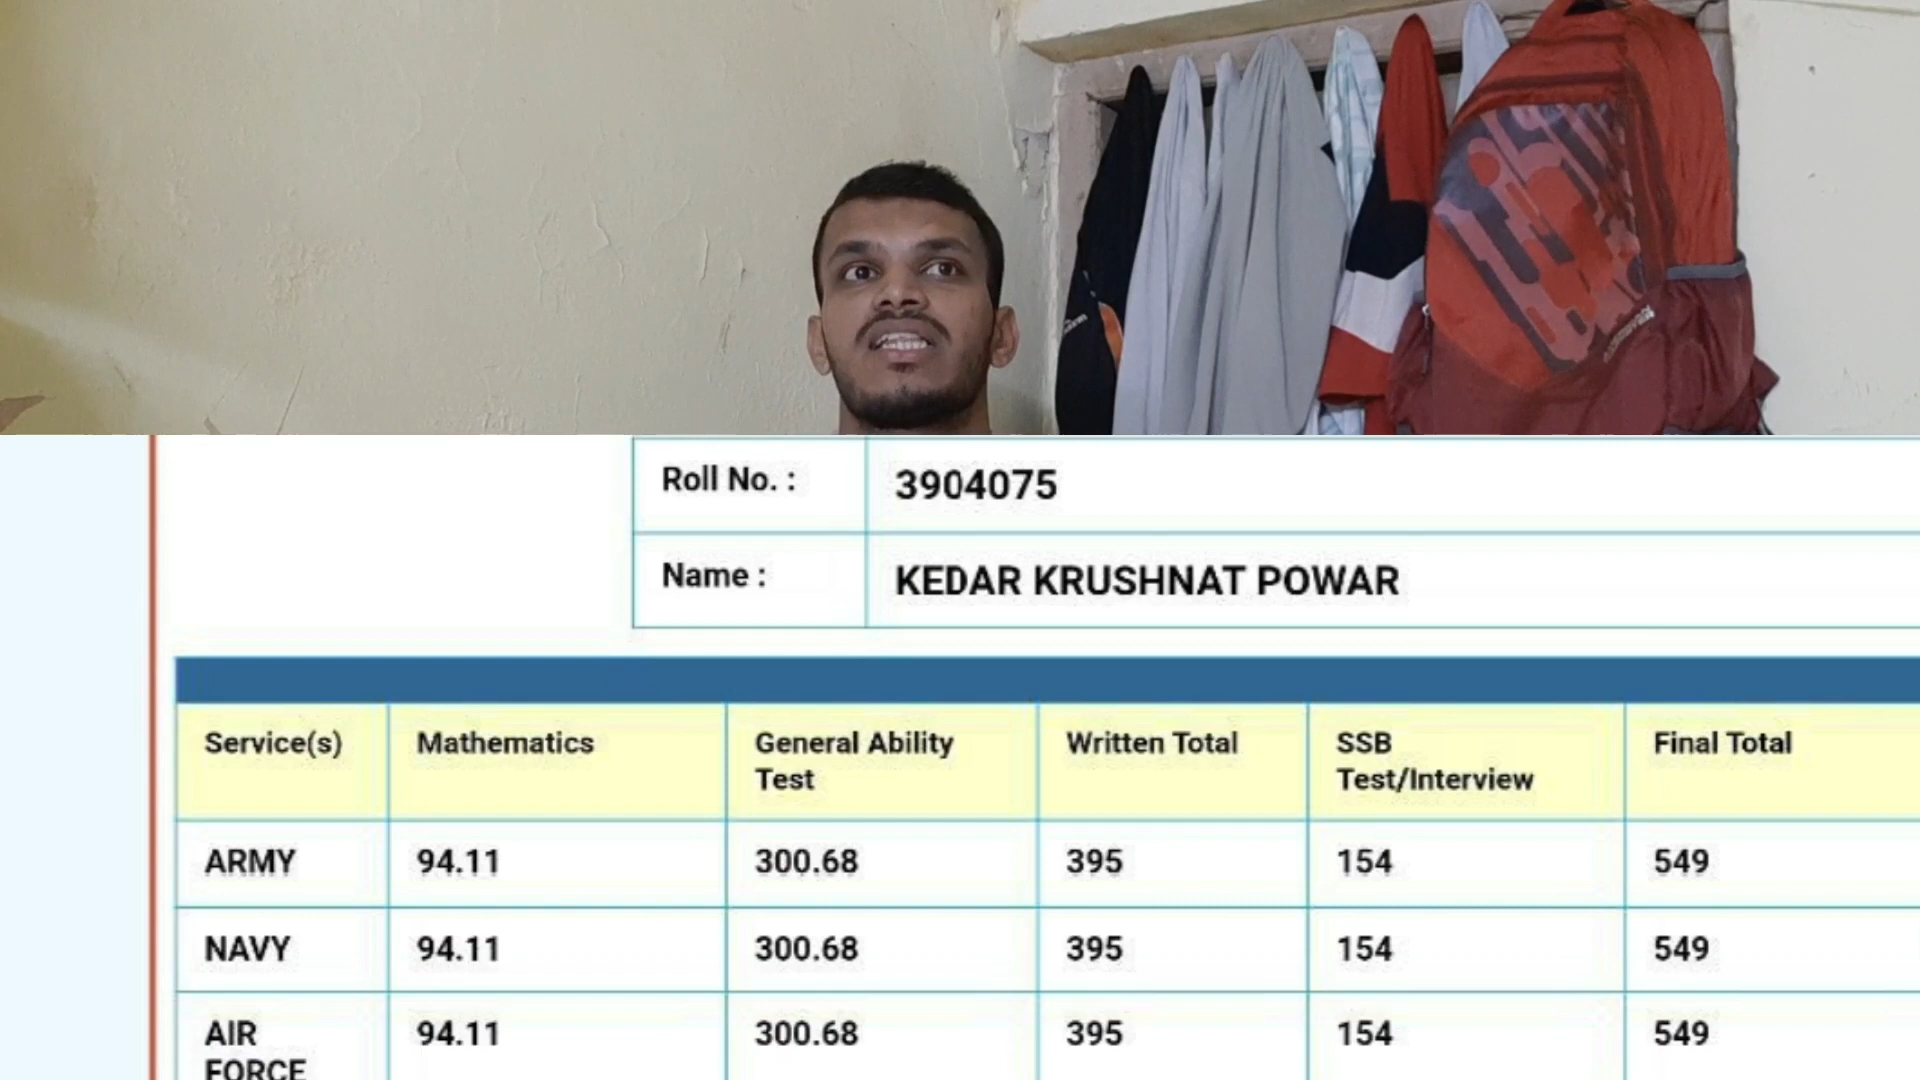 Roll No. : 3904075
Name : KEDAR KRUSHNAT POWAR
Service(s) Mathematics General Ability Test Written Total SSB Test/Interview Final Total
ARMY 94.11 300.68 395 154 549
NAVY 94.11 300.68 395 154 549
AIR FORCE 94.11 300.68 395 154 549